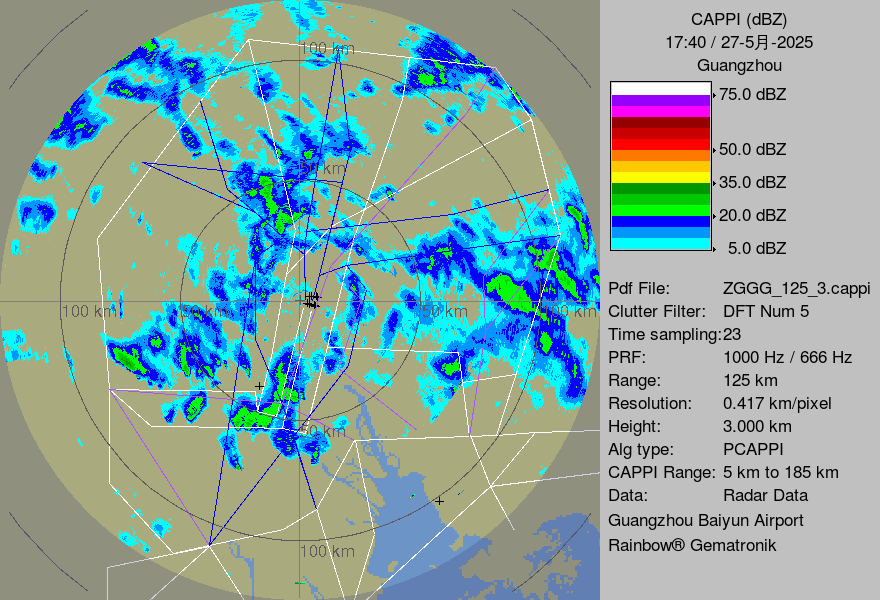 CAPPI (dBZ)
17:40 / 27-5月-2025
Guangzhou
75.0 dBZ
50.0 dBZ
35.0 dBZ
20.0 dBZ
5.0 dBZ
Pdf File: ZGGG_125_3.cappi
Clutter Filter: DFT Num 5
Time sampling:23
PRF: 1000 Hz / 666 Hz
Range: 125 km
Resolution: 0.417 km/pixel
Height: 3.000 km
Alg type: PCAPPI
CAPPI Range: 5 km to 185 km
Data: Radar Data
Guangzhou Baiyun Airport
Rainbow® Gematronik
100 km
50 km
100 km
50 km
50 km
100 km
50 km
100 km